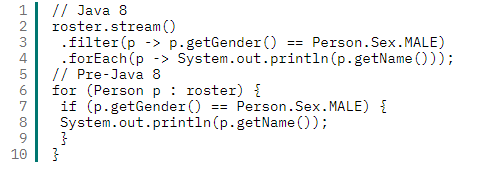 1 // Java 8
2 roster.stream()
3 .filter(p -> p.getGender() == Person.Sex.MALE)
4 .forEach(p -> System.out.println(p.getName()));
5 // Pre-Java 8
6 for (Person p : roster) {
7 if (p.getGender() == Person.Sex.MALE) {
8 System.out.println(p.getName());
9 }
10 }